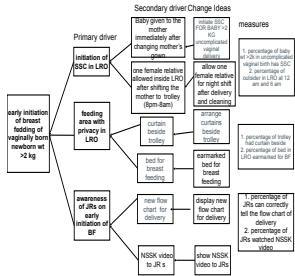 Secondary driver Change Ideas
Primary driver
measures
Baby given to the
mother
immediately after
changing mother's
gown
initiate SSC
FOR BABY >2
KG
uncomplicated
vaginal
delivery
initiation of
SSC in LRO
1. percentage of baby
wt >2k in uncomplicated
vaginal birth has SSC
2. percentage of
outsider in LRO at 12
am and 6 am
one female relative
allowed inside LRO
after shifting the
mother to trolley
(8pm-8am)
allow one
female relative
for night shift
after delivery
and cleaning
early initiation of
breast fedding of
vaginally born
newborn wt
>2 kg
feeding
area with
privacy in
LRO
curtain
beside
trolley
arrange
curtains
beside
trolley
1. percentage of trolley
had curtain beside
2. percentage of bed in
LRO earmarked for BF
bed for
breast
feeding
earmarked
bed for
breast
feeding
awareness
of JRs on
early
initiation of
BF
new flow
chart for
delivery
display new
flow chart
for delivery
1. percentage of
JRs can correctly
tell the flow chart of
delivery
2. percentage of
JRs watched NSSK
video
NSSK video
to JR s
show NSSK
video to JRs